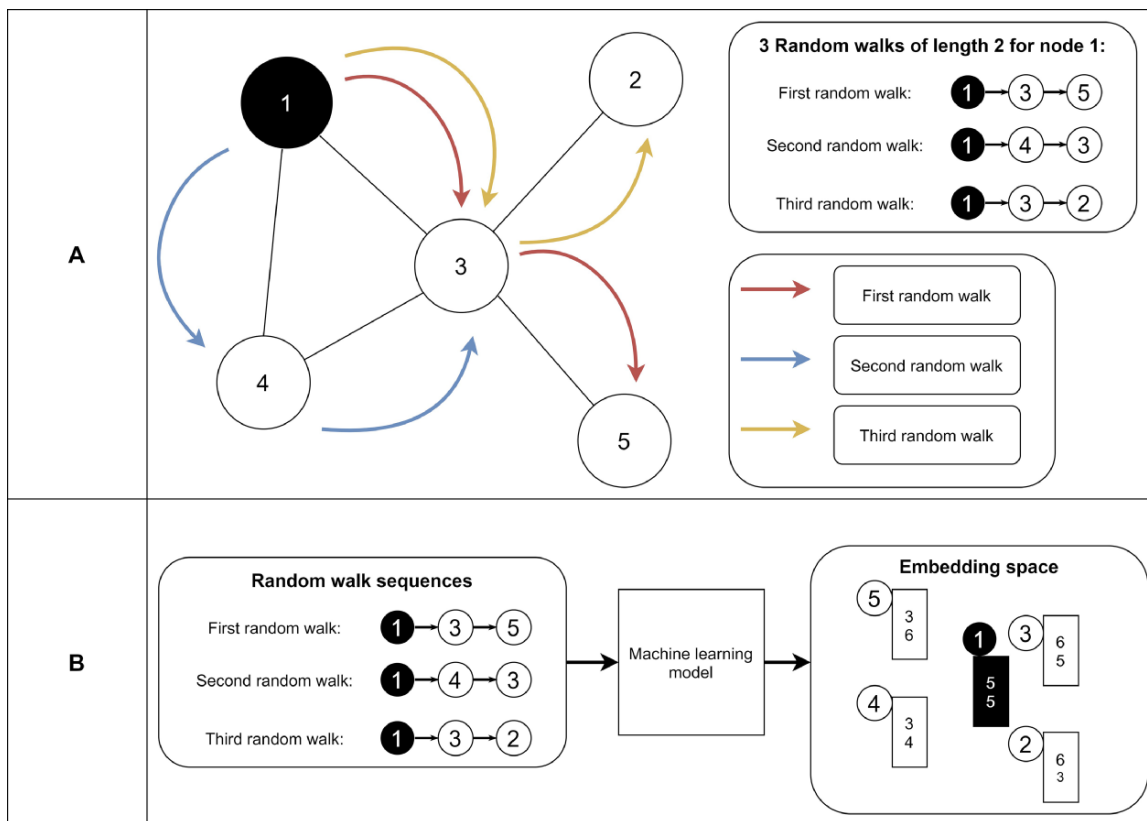 A
1
2
3
4
5
3 Random walks of length 2 for node 1:
First random walk: 1 3 5
Second random walk: 1 4 3
Third random walk: 1 3 2
First random walk
Second random walk
Third random walk
B
Random walk sequences
First random walk: 1 3 5
Second random walk: 1 4 3
Third random walk: 1 3 2
Machine learning
model
Embedding space
5
3
6
1
5
5
3
6
5
4
3
4
2
6
3